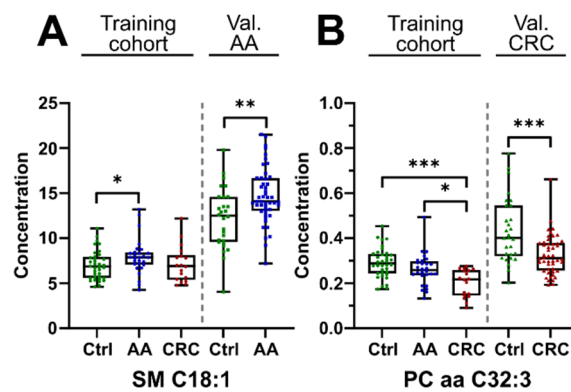 A
Training
cohort
Val.
AA
Concentration
25
20
15
10
5
0
*
**
Ctrl AA CRC Ctrl AA
SM C18:1
B
Training
cohort
Val.
CRC
Concentration
1.0
0.8
0.6
0.4
0.2
0.0
***
*
***
Ctrl AA CRC Ctrl CRC
PC aa C32:3